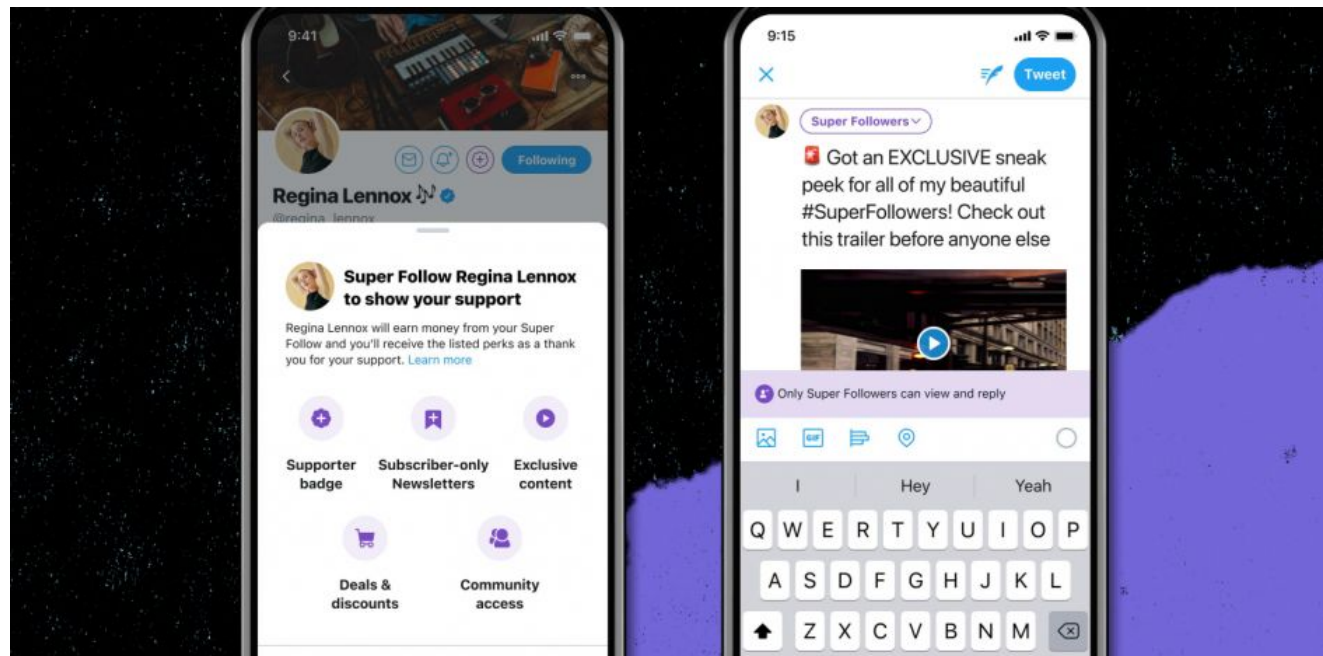 9:41
Following
Regina Lennox 🎶
@regina_lennox
Super Follow Regina Lennox
to show your support
Regina Lennox will earn money from your Super
Follow and you'll receive the listed perks as a thank
you for your support. Learn more
Supporter
badge
Subscriber-only
Newsletters
Exclusive
content
Deals &
discounts
Community
access
9:15
Tweet
Super Followers
🚨 Got an EXCLUSIVE sneak
peek for all of my beautiful
#SuperFollowers! Check out
this trailer before anyone else
Only Super Followers can view and reply
GIF
I Hey Yeah
Q W E R T Y U I O P
A S D F G H J K L
Z X C V B N M